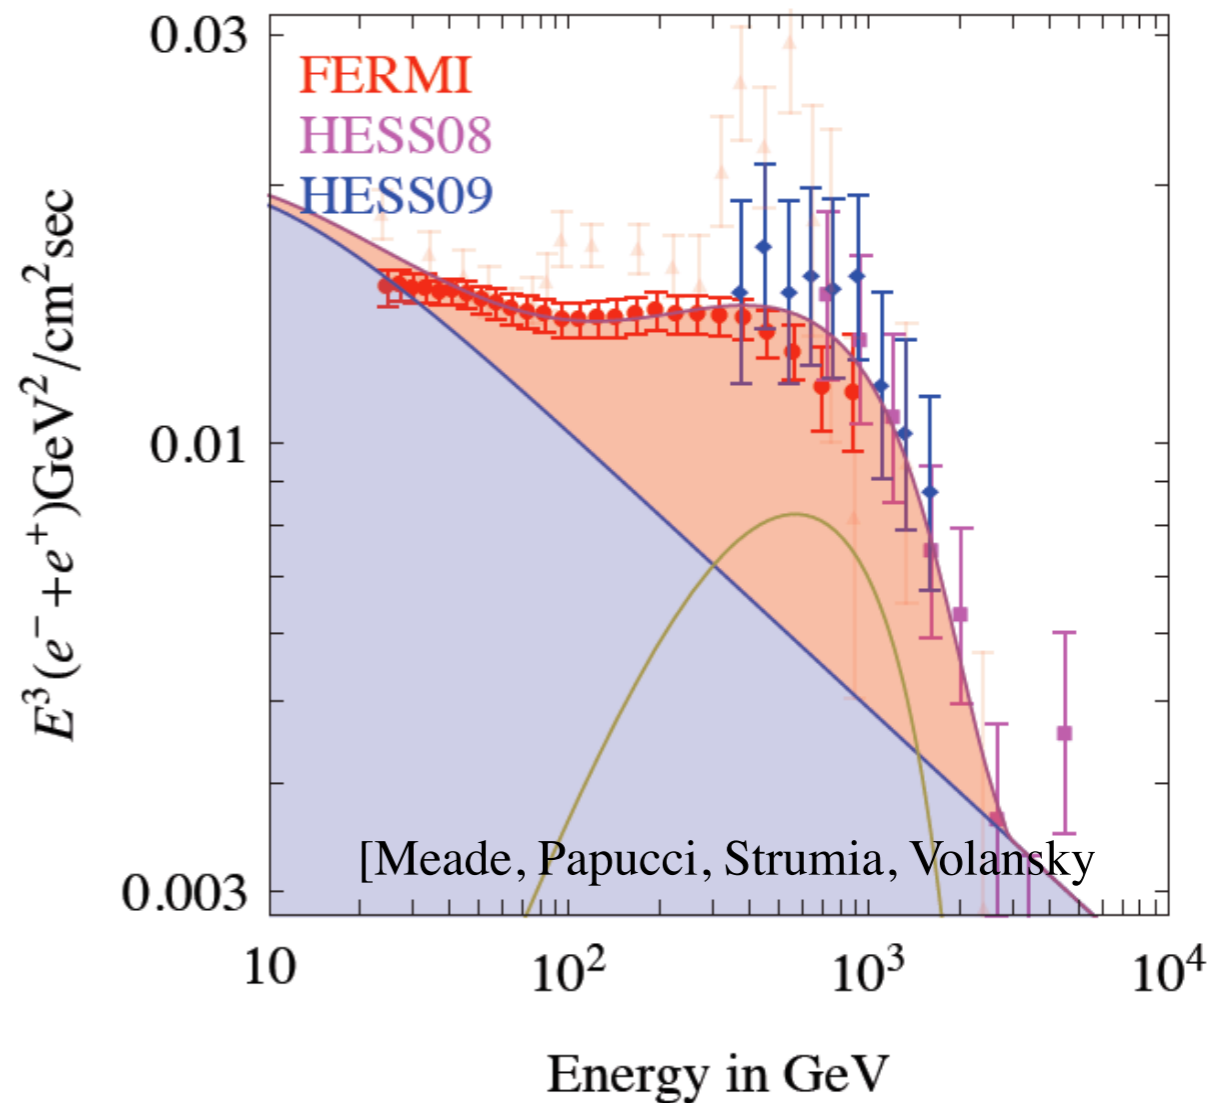 0.03
FERMI
HESS08
HESS09
E³(e⁻+e⁺)GeV²/cm²sec
0.01
[Meade, Papucci, Strumia, Volansky
0.003
10 10² 10³ 10⁴
Energy in GeV